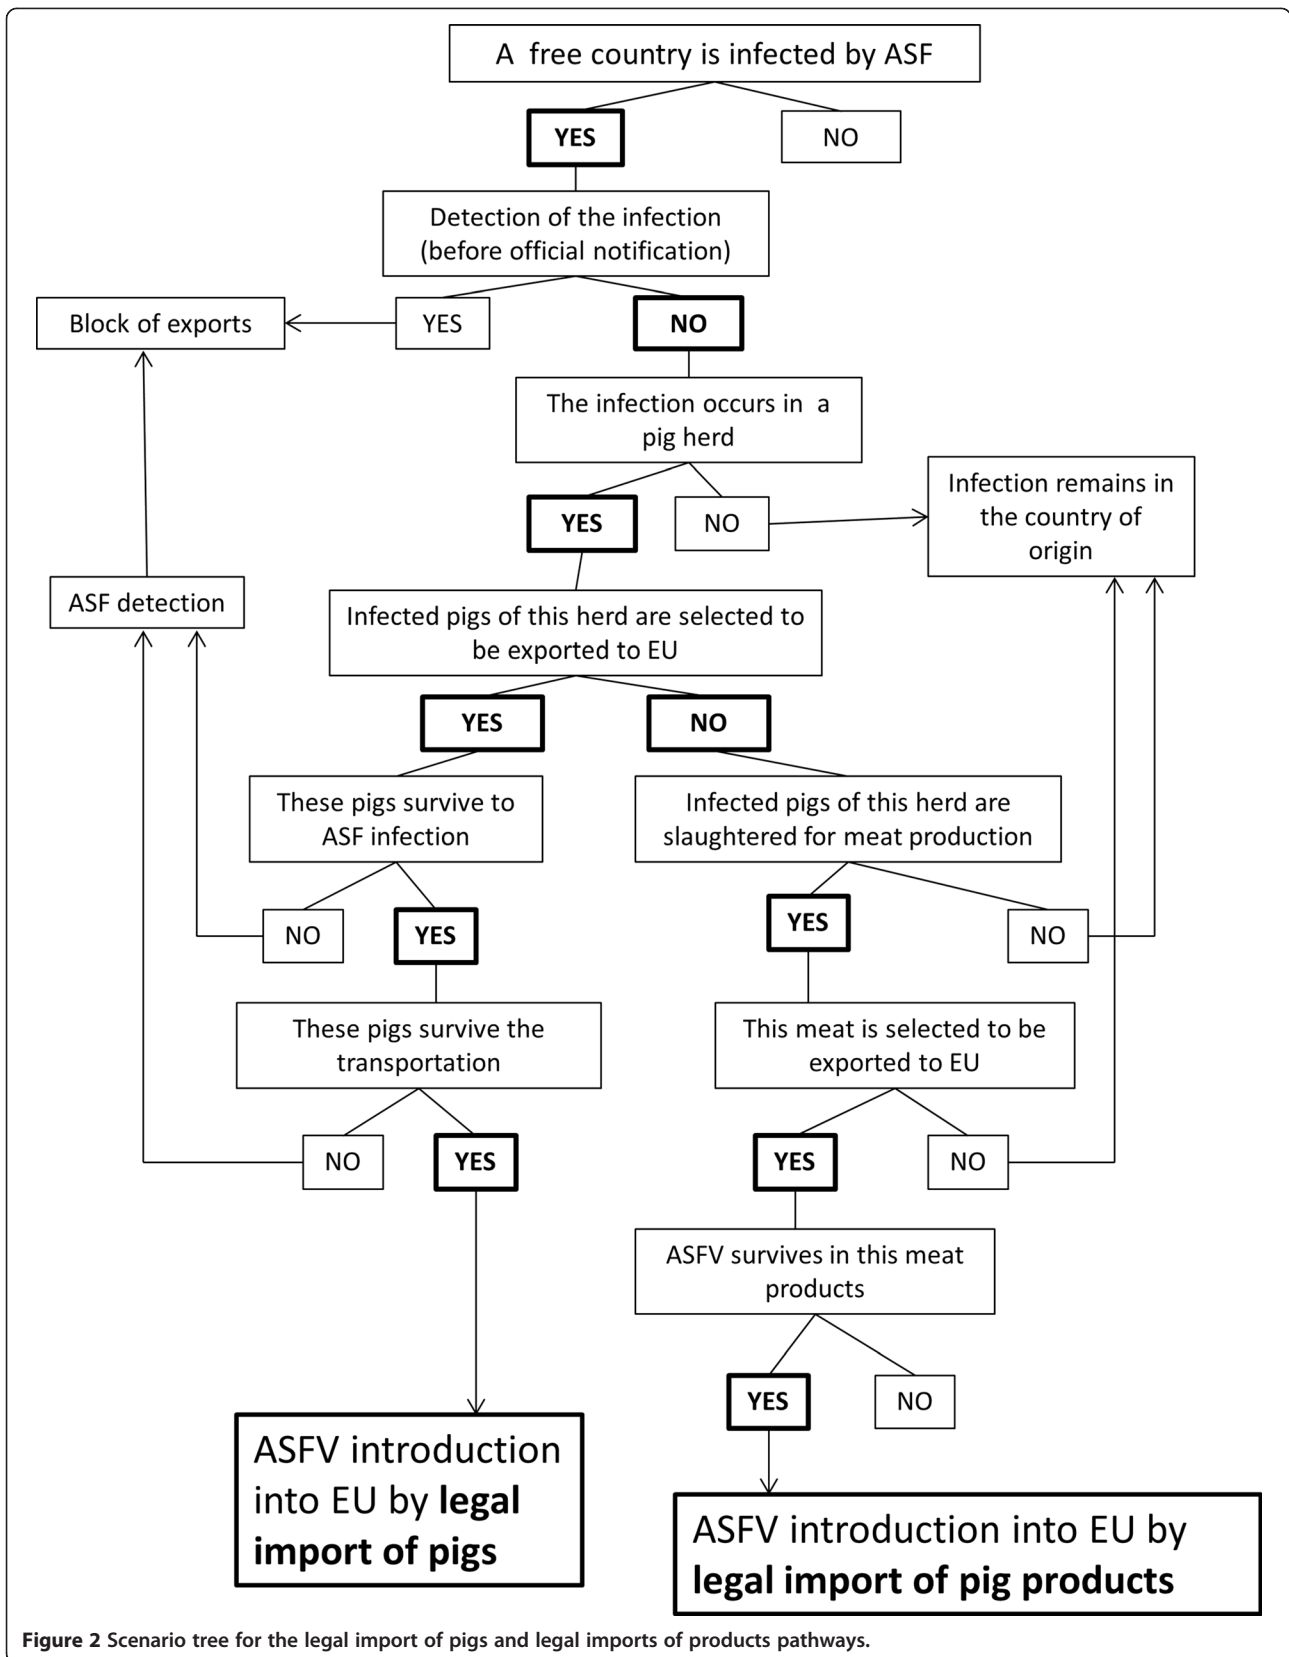 A free country is infected by ASF
YES
NO
Detection of the infection
(before official notification)
Block of exports
YES
NO
The infection occurs in a
pig herd
YES
NO
Infection remains in
the country of
origin
ASF detection
Infected pigs of this herd are selected to
be exported to EU
YES
NO
These pigs survive to
ASF infection
Infected pigs of this herd are
slaughtered for meat production
NO
YES
YES
NO
These pigs survive the
transportation
This meat is selected to be
exported to EU
NO
YES
YES
NO
ASFV survives in this meat
products
YES
NO
ASFV introduction
into EU by legal
import of pigs
ASFV introduction into EU by
legal import of pig products
Figure 2 Scenario tree for the legal import of pigs and legal imports of products pathways.